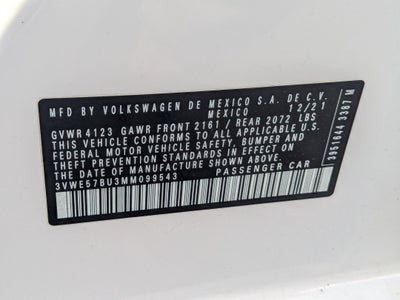 MFD BY VOLKSWAGEN DE MEXICO S.A. DE C.V.
MEXICO 12/21
GVWR 4123 GAWR FRONT 2161 / REAR 2072 LBS
THIS VEHICLE CONFORMS TO ALL APPLICABLE U.S.
FEDERAL MOTOR VEHICLE SAFETY, BUMPER AND
THEFT PREVENTION STANDARDS IN EFFECT ON
THE DATE OF MANUFACTURE SHOWN ABOVE.
3VWE57BU3MM099543 PASSENGER CAR
3951644 3387 M